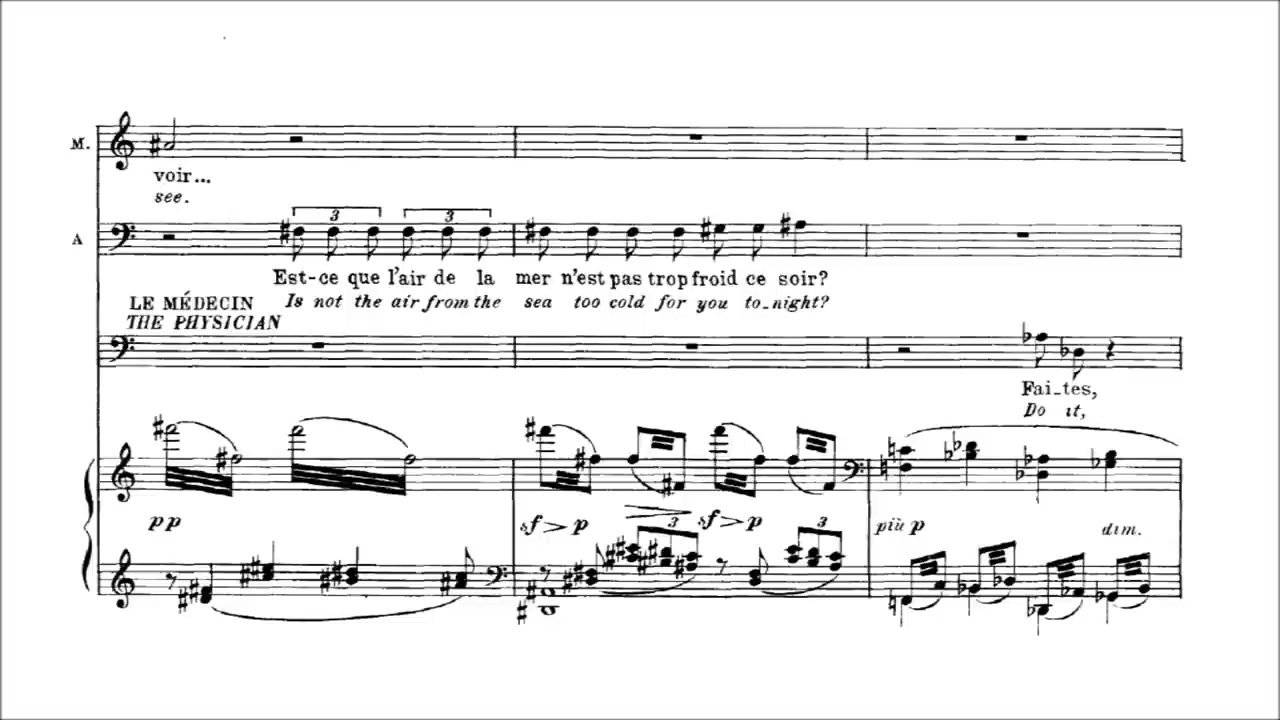 M.
voir...
see.
3 3
A
Est-ce que l'air de la mer n'est pas trop froid ce soir?
LE MÉDECIN Is not the air from the sea too cold for you to-night?
THE PHYSICIAN
Fai-tes,
Do it,
pp sf p sf p più p dim.
3 3